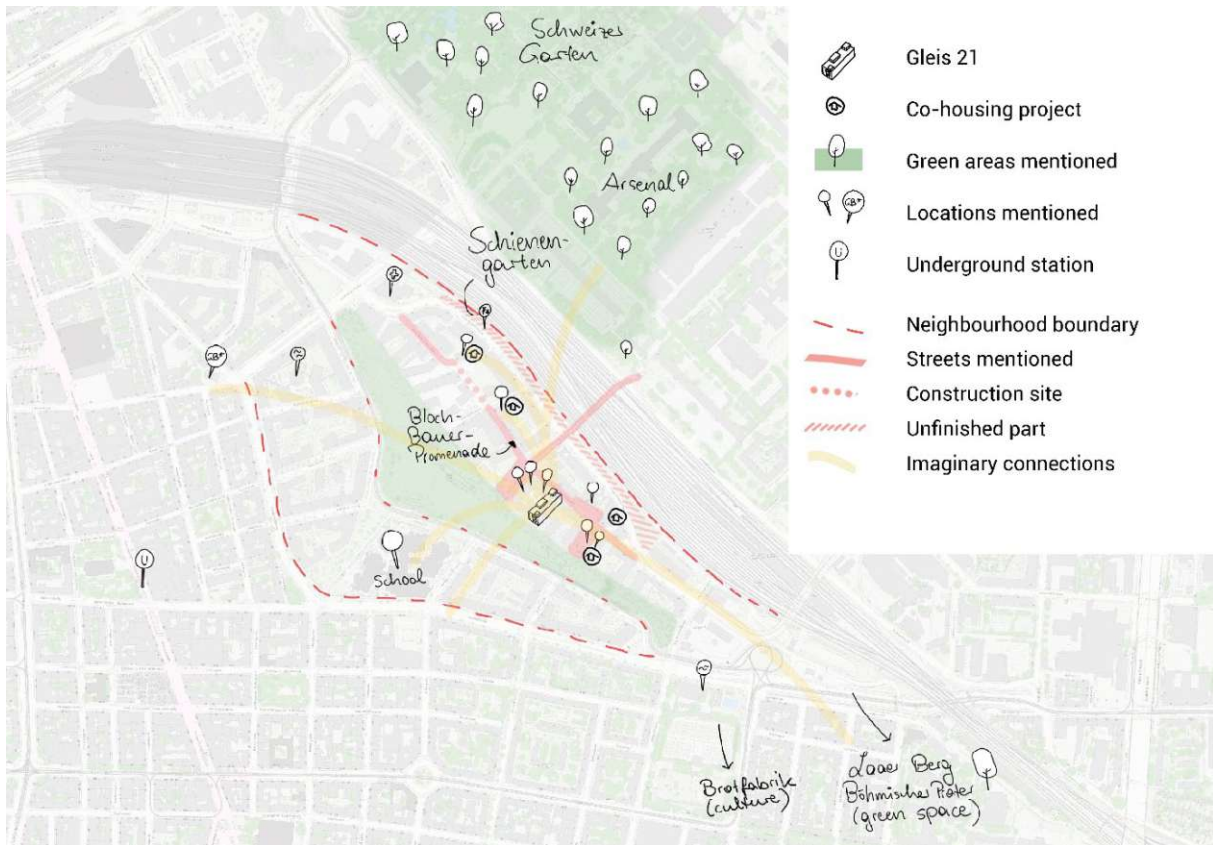 Schweizer
Garten
Arsenal
Schienen-
garten
GB*
Bloch-
Bauer-
Promenade
School
U
Brotfabrik
(culture)
Laaer Berg
Böhmischer Prater
(green space)
Gleis 21
Co-housing project
Green areas mentioned
GB*
Locations mentioned
U
Underground station
Neighbourhood boundary
Streets mentioned
Construction site
Unfinished part
Imaginary connections